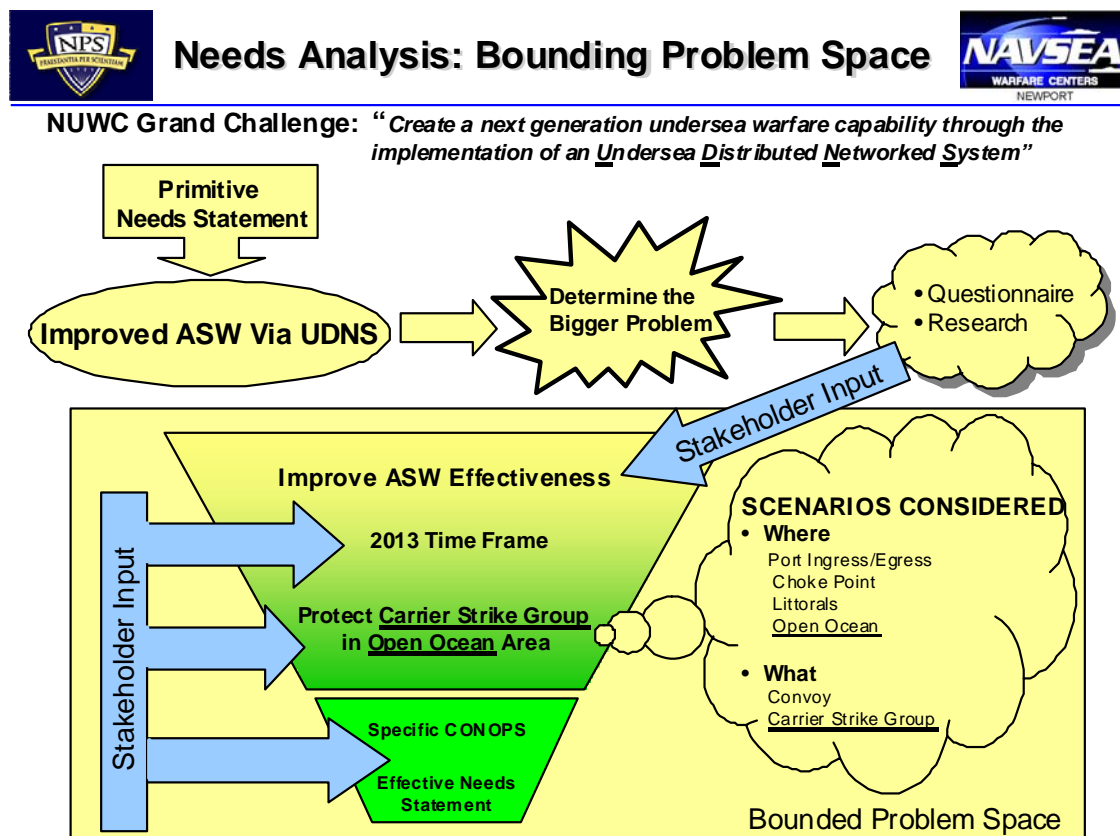 NPS
PRAESTANTIA PER SCIENTIAM
Needs Analysis: Bounding Problem Space
NAVSEA
WARFARE CENTERS
NEWPORT
NUWC Grand Challenge: “Create a next generation undersea warfare capability through the
implementation of an Undersea Distributed Networked System”
Primitive
Needs Statement
Improved ASW Via UDNS
Determine the
Bigger Problem
• Questionnaire
• Research
Stakeholder Input
Improve ASW Effectiveness
2013 Time Frame
Protect Carrier Strike Group
in Open Ocean Area
Specific CONOPS
Effective Needs
Statement
Stakeholder Input
SCENARIOS CONSIDERED
• Where
Port Ingress/Egress
Choke Point
Littorals
Open Ocean
• What
Convoy
Carrier Strike Group
Bounded Problem Space